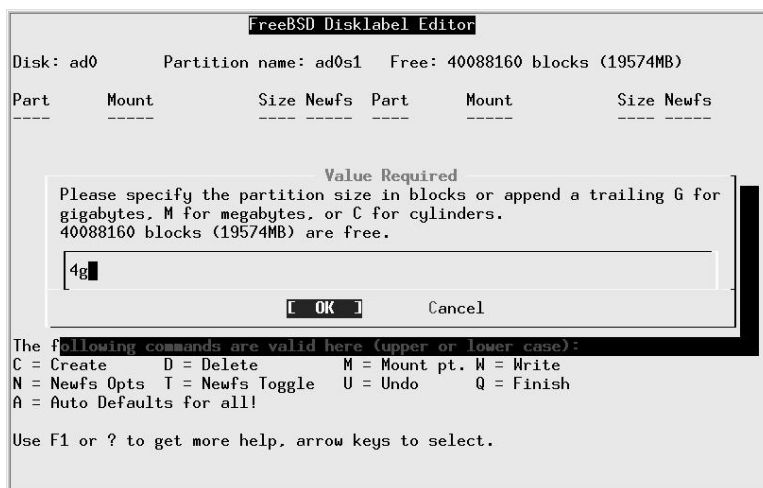 FreeBSD Disklabel Editor
Disk: ad0 Partition name: ad0s1 Free: 40088160 blocks (19574MB)
Part Mount Size Newfs Part Mount Size Newfs
---- ----- ---- ----- ---- ----- ---- -----
Value Required
Please specify the partition size in blocks or append a trailing G for
gigabytes, M for megabytes, or C for cylinders.
40088160 blocks (19574MB) are free.
4g
[ OK ] Cancel
The following commands are valid here (upper or lower case):
C = Create D = Delete M = Mount pt. W = Write
N = Newfs Opts T = Newfs Toggle U = Undo Q = Finish
A = Auto Defaults for all!
Use F1 or ? to get more help, arrow keys to select.